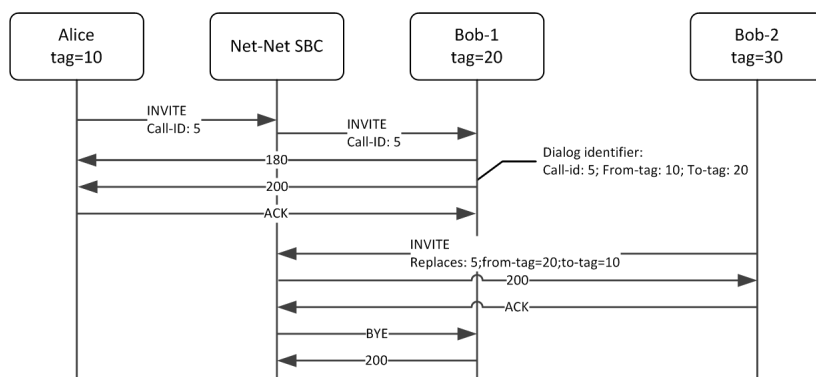 Alice
tag=10
Net-Net SBC
Bob-1
tag=20
Bob-2
tag=30
INVITE
Call-ID: 5
INVITE
Call-ID: 5
180
Dialog identifier:
Call-id: 5; From-tag: 10; To-tag: 20
200
ACK
INVITE
Replaces: 5;from-tag=20;to-tag=10
200
ACK
BYE
200